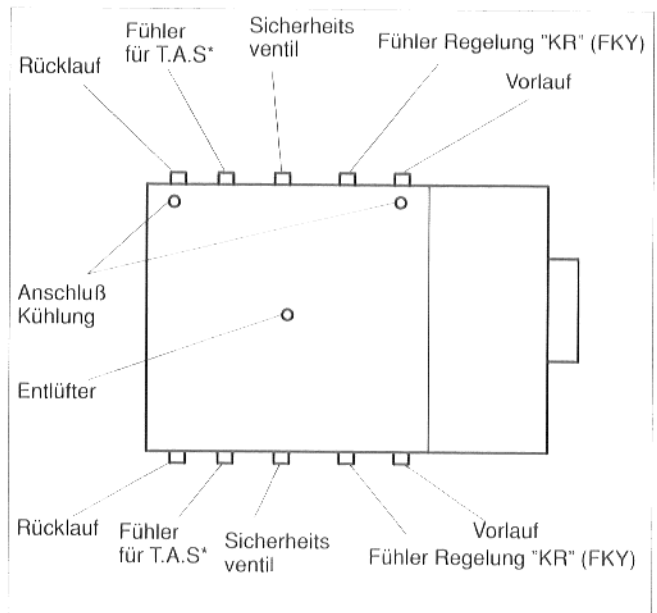 Rücklauf
Fühler
für T.A.S*
Sicherheits
ventil
Fühler Regelung "KR" (FKY)
Vorlauf
Anschluß
Kühlung
Entlüfter
Rücklauf
Fühler
für T.A.S*
Sicherheits
ventil
Vorlauf
Fühler Regelung "KR" (FKY)